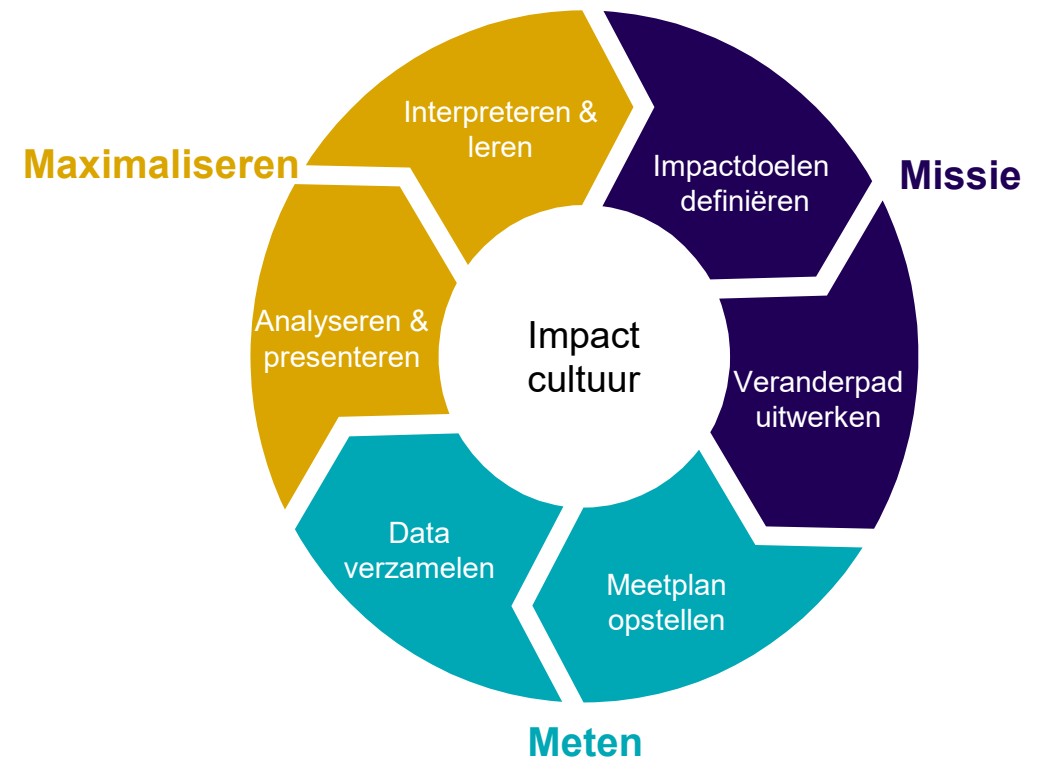 Interpreteren &
leren
Maximaliseren
Impactdoelen
definiëren
Missie
Analyseren &
presenteren
Impact
cultuur
Veranderpad
uitwerken
Data
verzamelen
Meetplan
opstellen
Meten